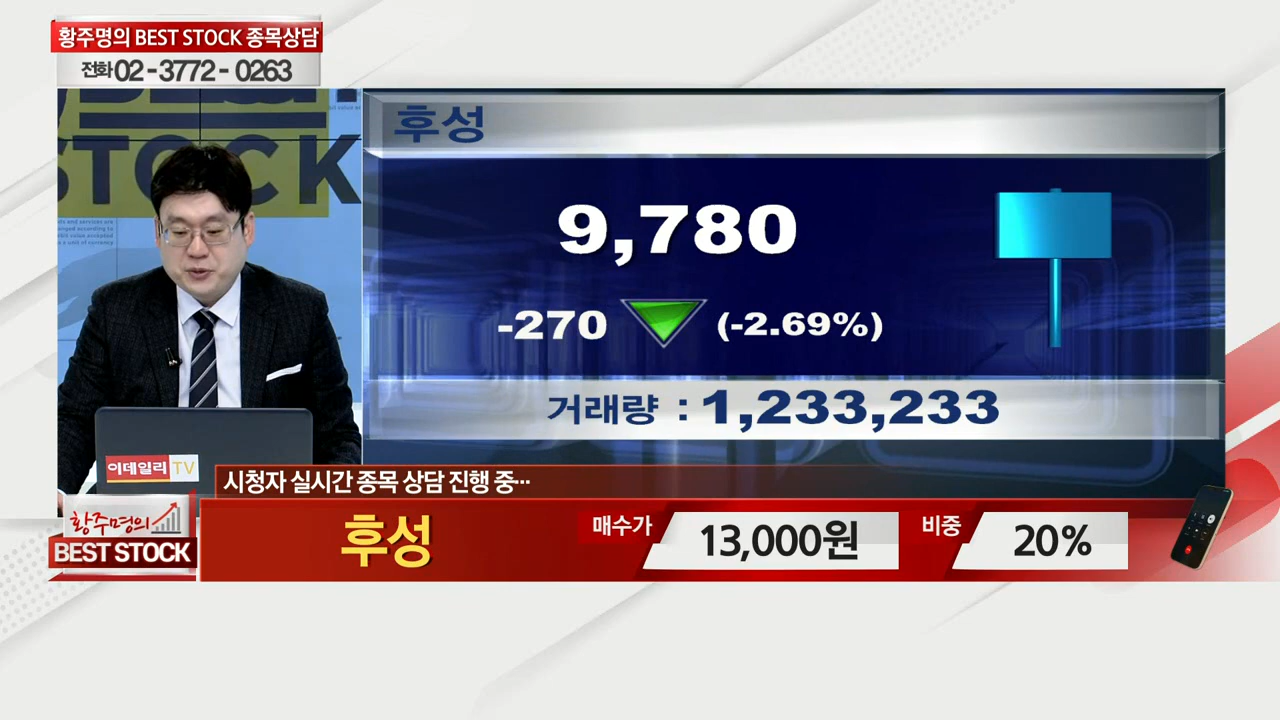 황주명의 BEST STOCK 종목상담
전화 02-3772-0263
STOCK
후성
9,780
-270 (-2.69%)
거래량 : 1,233,233
이데일리TV
시청자 실시간 종목 상담 진행 중…
황주명의
BEST STOCK
후성
매수가 13,000원
비중 20%